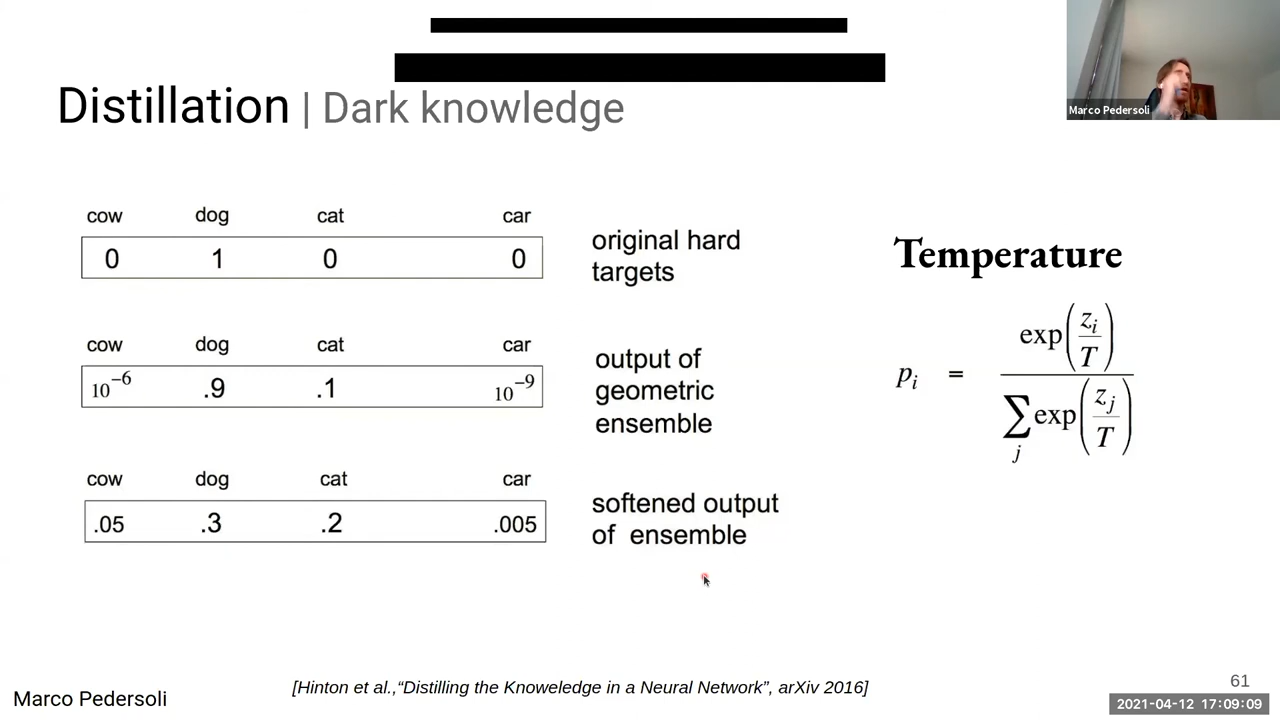 Marco Pedersoli
Distillation | Dark knowledge
cow dog cat car
0 1 0 0
original hard
targets
cow dog cat car
10^−6 .9 .1 10^−9
output of
geometric
ensemble
cow dog cat car
.05 .3 .2 .005
softened output
of ensemble
Temperature
p_i = exp(z_i/T) / ∑_j exp(z_j/T)
[Hinton et al.,“Distilling the Knoweledge in a Neural Network”, arXiv 2016]
61
Marco Pedersoli
2021-04-12 17:09:09